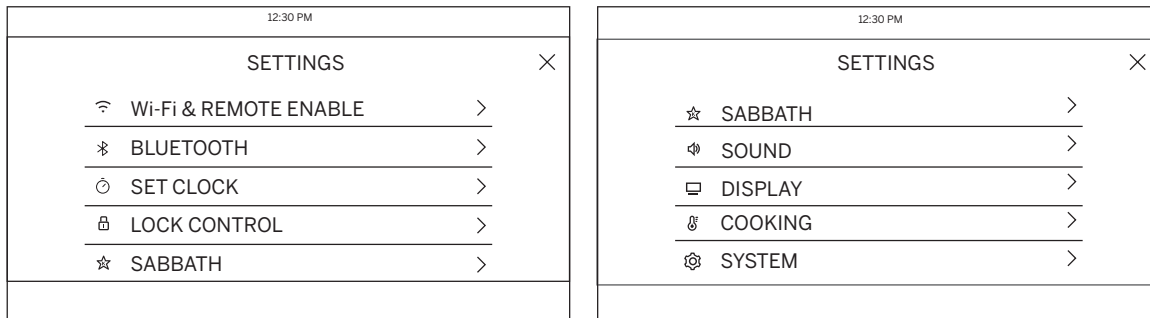 12:30 PM
SETTINGS
Wi-Fi & REMOTE ENABLE
BLUETOOTH
SET CLOCK
LOCK CONTROL
SABBATH
12:30 PM
SETTINGS
SABBATH
SOUND
DISPLAY
COOKING
SYSTEM